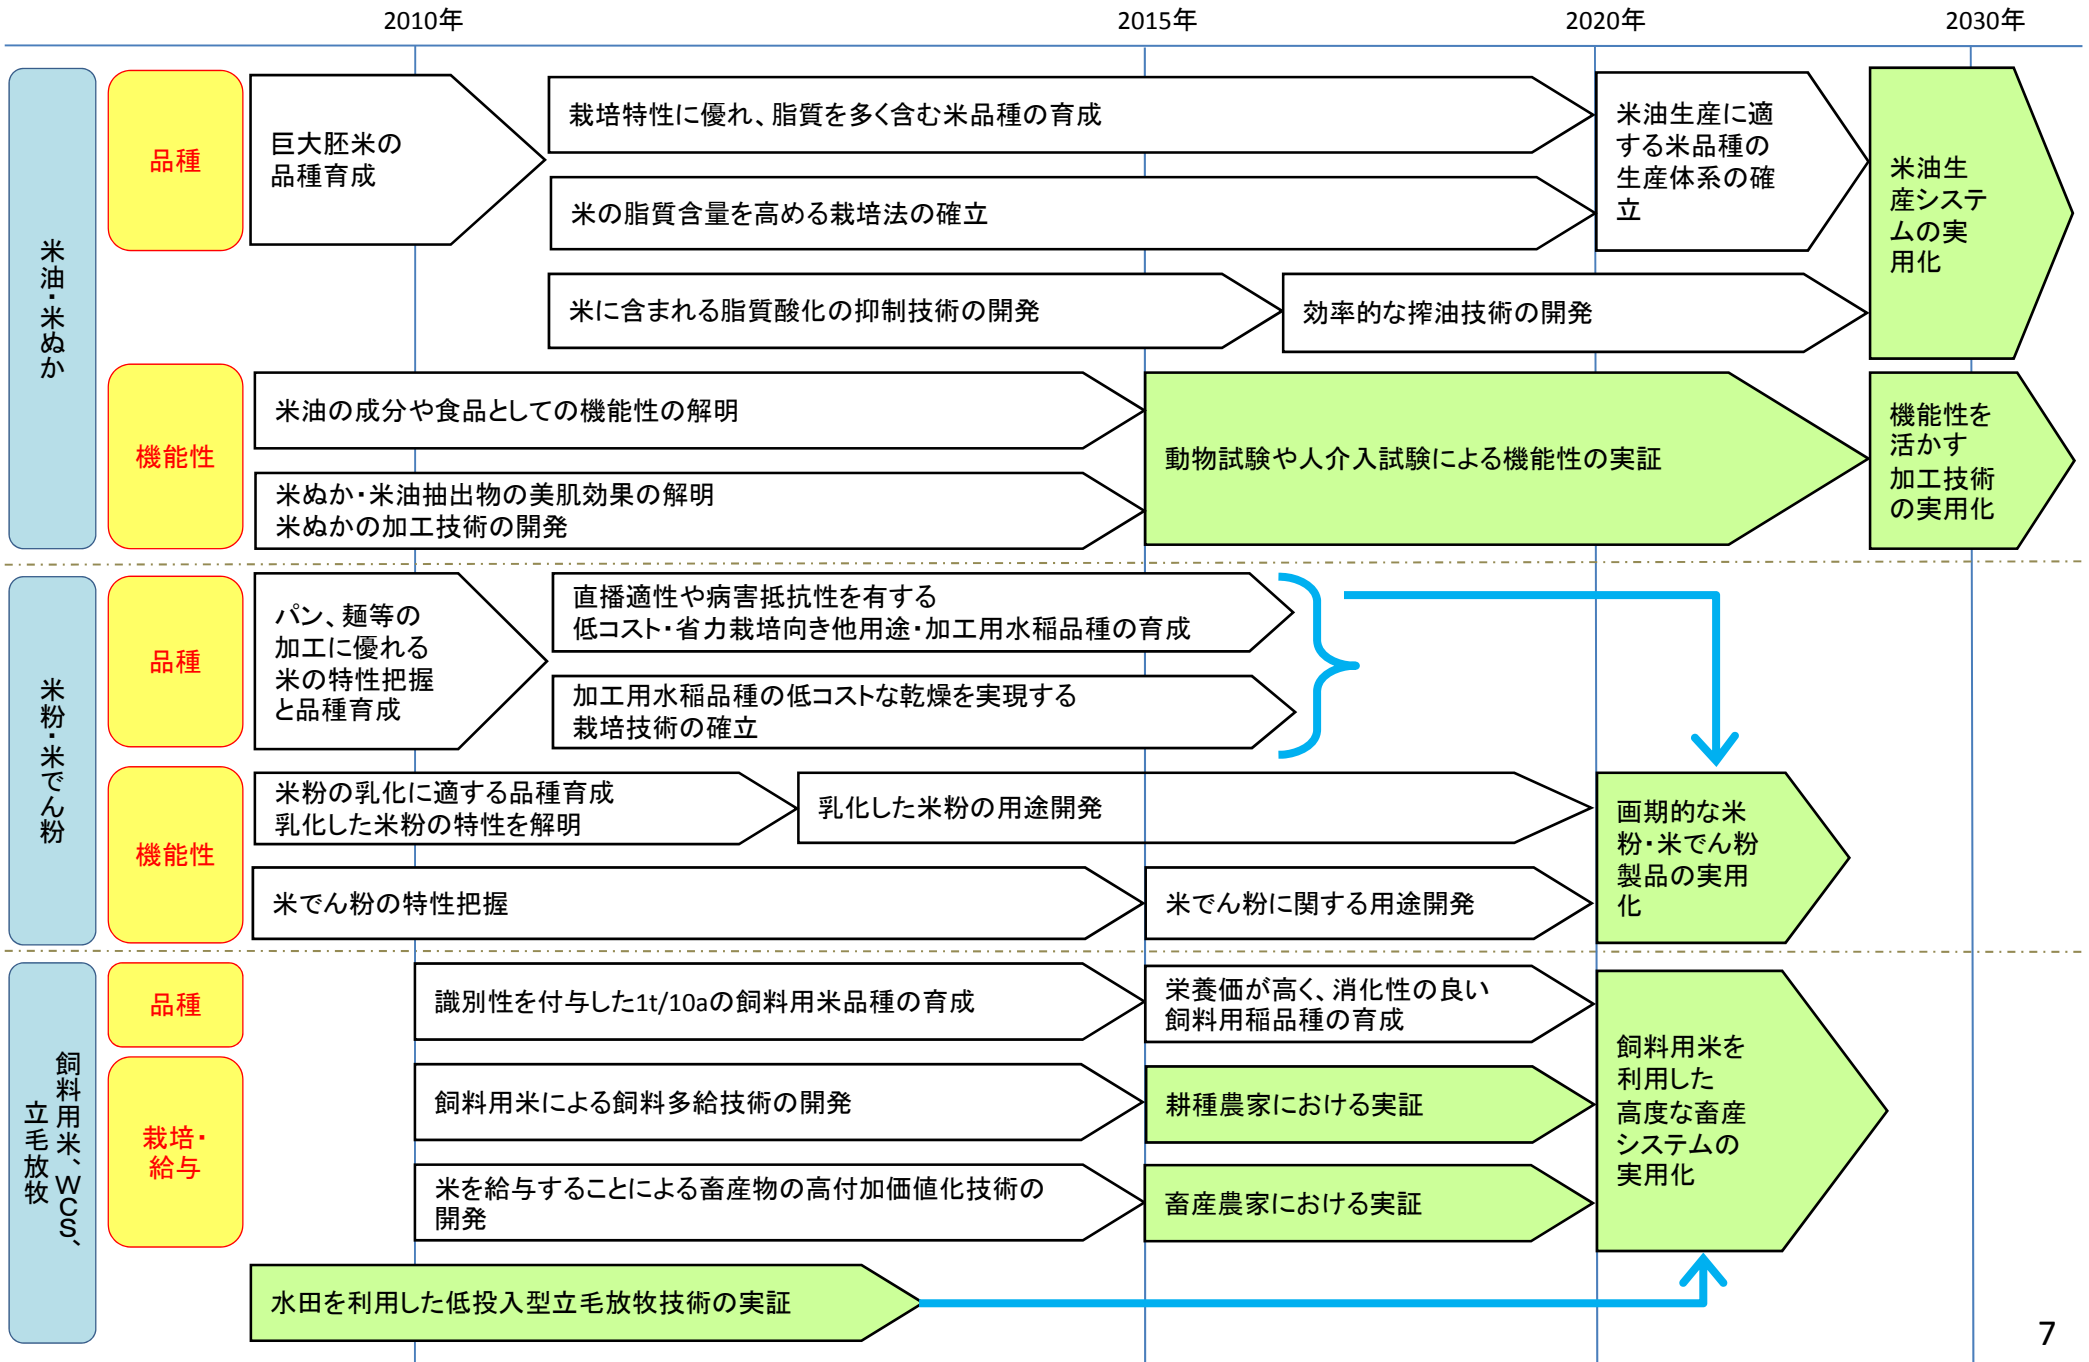 2010年
2015年
2020年
2030年
米油・米ぬか
品種
巨大胚米の
品種育成
栽培特性に優れ、脂質を多く含む米品種の育成
米の脂質含量を高める栽培法の確立
米油生産に適
する米品種の
生産体系の確
立
米に含まれる脂質酸化の抑制技術の開発
効率的な搾油技術の開発
米油生
産システ
ムの実
用化
機能性
米油の成分や食品としての機能性の解明
米ぬか・米油抽出物の美肌効果の解明
米ぬかの加工技術の開発
動物試験や人介入試験による機能性の実証
機能性を
活かす
加工技術
の実用化
米粉・米でん粉
品種
パン、麺等の
加工に優れる
米の特性把握
と品種育成
直播適性や病害抵抗性を有する
低コスト・省力栽培向き他用途・加工用水稲品種の育成
加工用水稲品種の低コストな乾燥を実現する
栽培技術の確立
機能性
米粉の乳化に適する品種育成
乳化した米粉の特性を解明
乳化した米粉の用途開発
米でん粉の特性把握
米でん粉に関する用途開発
画期的な米
粉・米でん粉
製品の実用
化
飼料用米、WCS、
立毛放牧
品種
識別性を付与した1t/10aの飼料用米品種の育成
栄養価が高く、消化性の良い
飼料用稲品種の育成
栽培・
給与
飼料用米による飼料多給技術の開発
耕種農家における実証
米を給与することによる畜産物の高付加価値化技術の
開発
畜産農家における実証
飼料用米を
利用した
高度な畜産
システムの
実用化
水田を利用した低投入型立毛放牧技術の実証
7